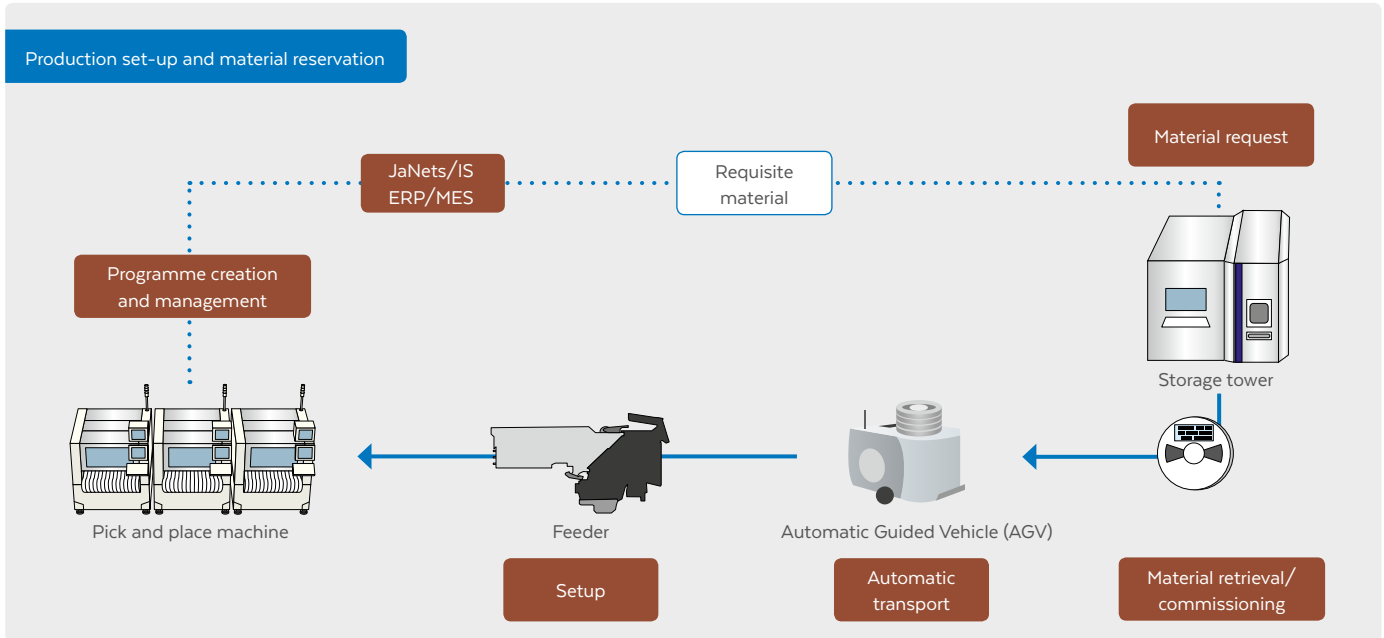 Production set-up and material reservation
Material request
JaNets/IS
ERP/MES
Requisite
material
Programme creation
and management
Storage tower
Pick and place machine
Feeder
Automatic Guided Vehicle (AGV)
Setup
Automatic
transport
Material retrieval/
commissioning